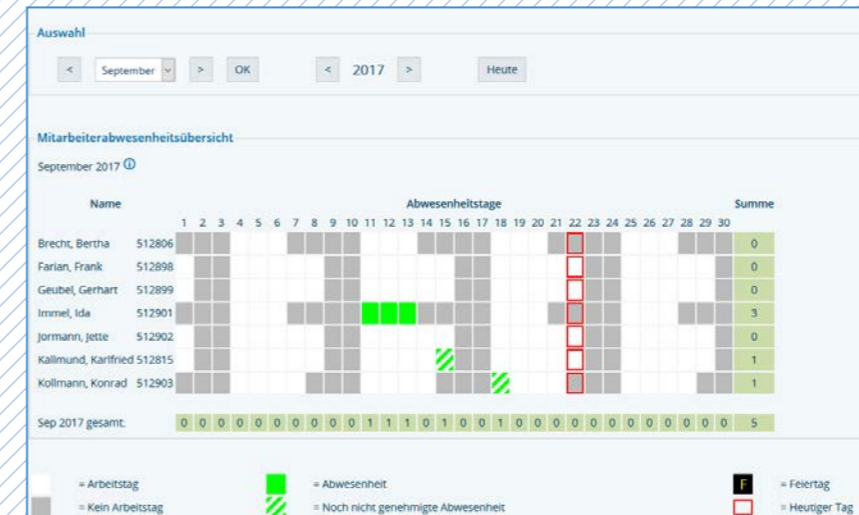 Auswahl
< September > OK < 2017 > Heute
Mitarbeiterabwesenheitsübersicht
September 2017
Name Abwesenheitstage Summe
1 2 3 4 5 6 7 8 9 10 11 12 13 14 15 16 17 18 19 20 21 22 23 24 25 26 27 28 29 30
Brecht, Bertha 512806 0
Farian, Frank 512898 0
Geubel, Gerhart 512899 0
Immel, Ida 512901 3
Jormann, Jette 512902 0
Kallmund, Karlfried 512815 1
Kollmann, Konrad 512903 1
Sep 2017 gesamt: 0 0 0 0 0 0 0 0 0 0 1 1 1 0 1 0 0 1 0 0 0 0 0 0 0 0 0 0 0 0 5
= Arbeitstag = Abwesenheit F = Feiertag
= Kein Arbeitstag = Noch nicht genehmigte Abwesenheit = Heutiger Tag